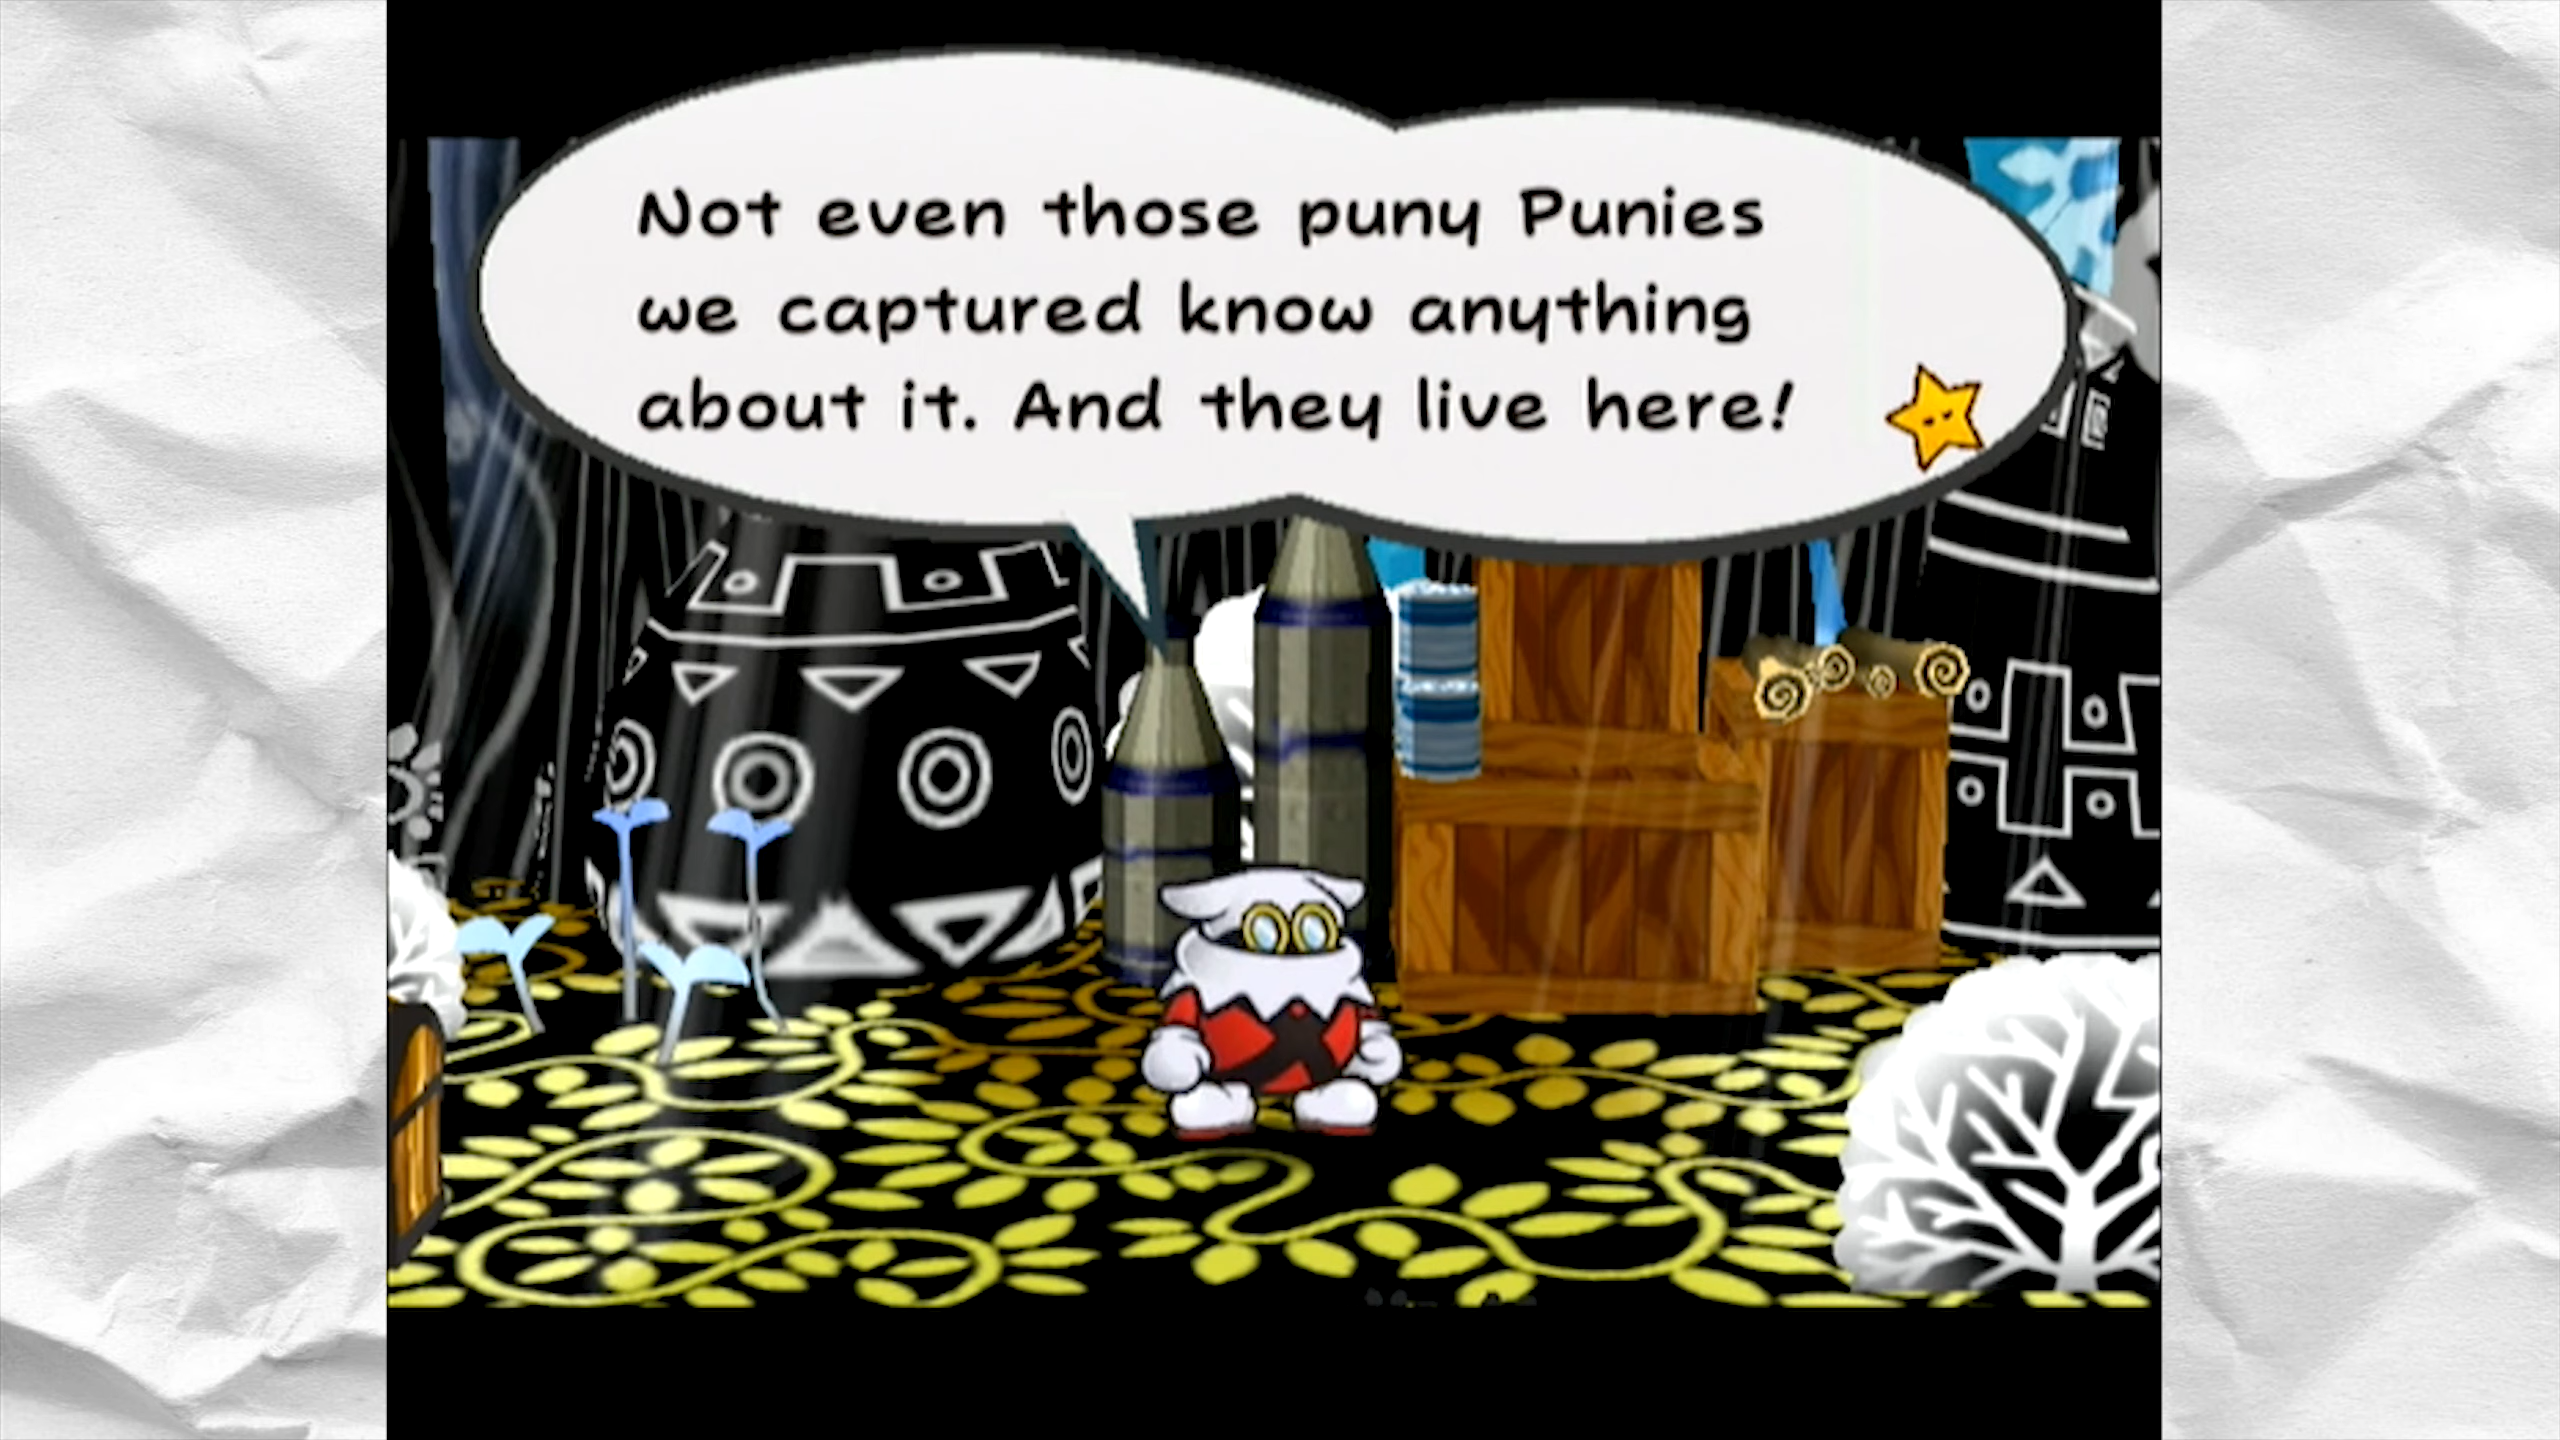 Not even those puny Punies
we captured know anything
about it. And they live here!